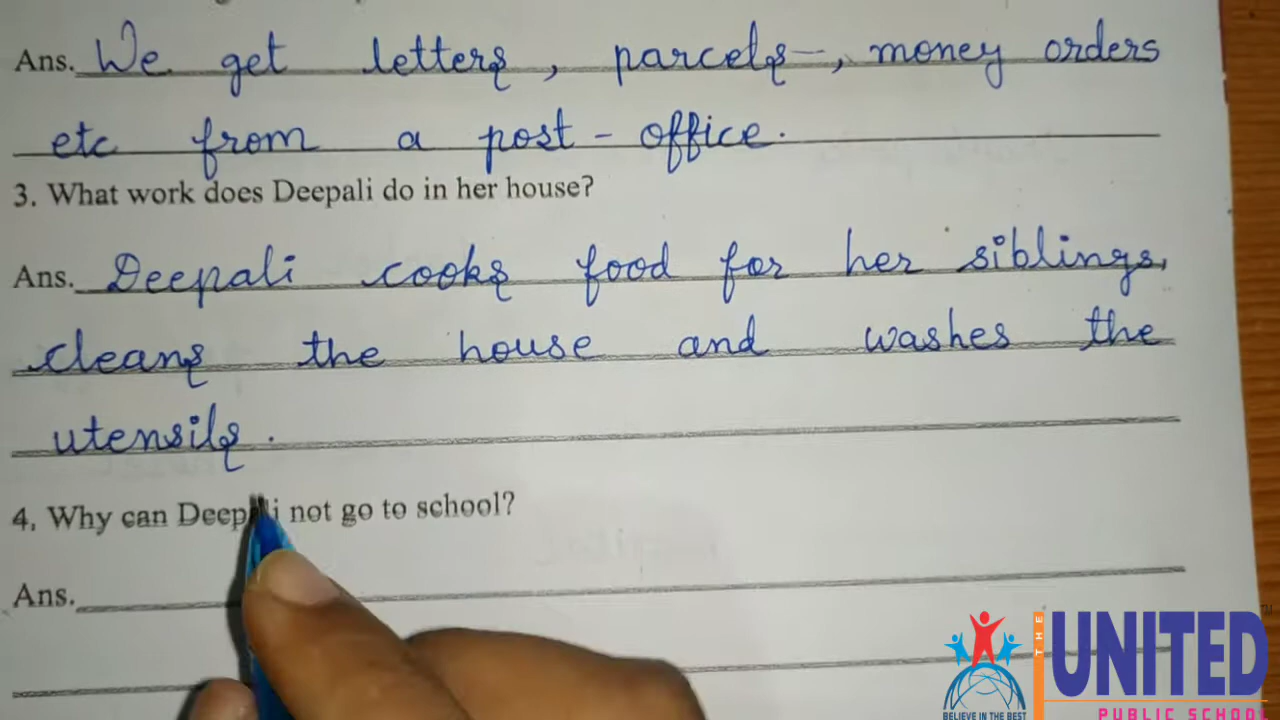 Ans. We get letters, parcels, money orders
etc from a post-office.
3. What work does Deepali do in her house?
Ans. Deepali cooks food for her siblings,
cleans the house and washes the
utensils.
4. Why can Deepali not go to school?
Ans.
THE UNITED
PUBLIC SCHOOL
BELIEVE IN THE BEST
TM